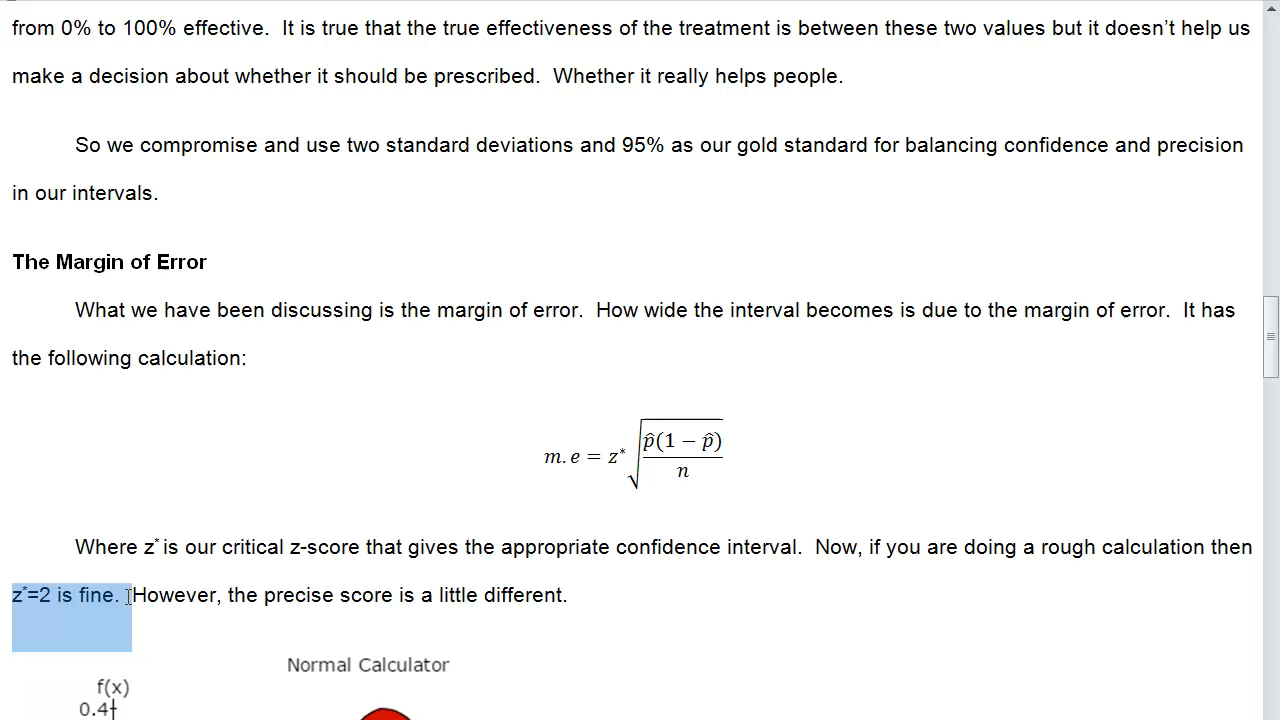 from 0% to 100% effective.  It is true that the true effectiveness of the treatment is between these two values but it doesn’t help us
make a decision about whether it should be prescribed.  Whether it really helps people.
So we compromise and use two standard deviations and 95% as our gold standard for balancing confidence and precision
in our intervals.
The Margin of Error
What we have been discussing is the margin of error.  How wide the interval becomes is due to the margin of error.  It has
the following calculation:
m.e = z* √(p̂(1 − p̂)/n)
Where z* is our critical z-score that gives the appropriate confidence interval.  Now, if you are doing a rough calculation then
z*=2 is fine.  However, the precise score is a little different.
Normal Calculator
f(x)
0.4